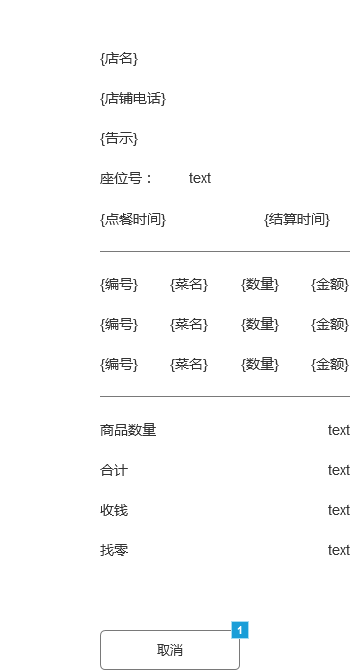 {店名}
{店铺电话}
{告示}
座位号： text
{点餐时间} {结算时间}
{编号} {菜名} {数量} {金额}
{编号} {菜名} {数量} {金额}
{编号} {菜名} {数量} {金额}
商品数量 text
合计 text
收钱 text
找零 text
1
取消